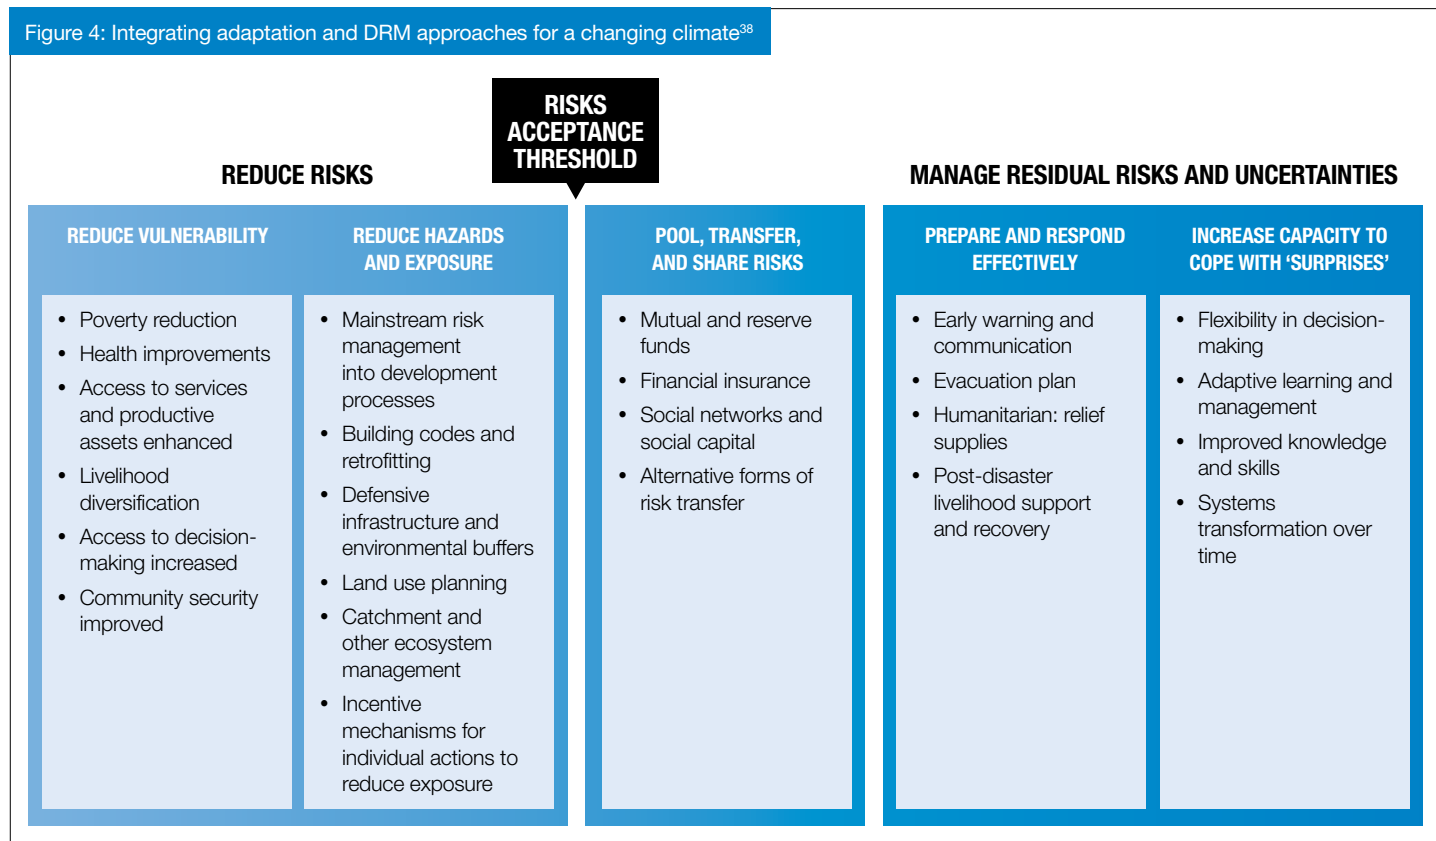 Figure 4: Integrating adaptation and DRM approaches for a changing climate³⁸
RISKS
ACCEPTANCE
THRESHOLD
REDUCE RISKS
MANAGE RESIDUAL RISKS AND UNCERTAINTIES
REDUCE VULNERABILITY
• Poverty reduction
• Health improvements
• Access to services
and productive
assets enhanced
• Livelihood
diversification
• Access to decision-
making increased
• Community security
improved
REDUCE HAZARDS
AND EXPOSURE
• Mainstream risk
management
into development
processes
• Building codes and
retrofitting
• Defensive
infrastructure and
environmental buffers
• Land use planning
• Catchment and
other ecosystem
management
• Incentive
mechanisms for
individual actions to
reduce exposure
POOL, TRANSFER,
AND SHARE RISKS
• Mutual and reserve
funds
• Financial insurance
• Social networks and
social capital
• Alternative forms of
risk transfer
PREPARE AND RESPOND
EFFECTIVELY
• Early warning and
communication
• Evacuation plan
• Humanitarian: relief
supplies
• Post-disaster
livelihood support
and recovery
INCREASE CAPACITY TO
COPE WITH ‘SURPRISES’
• Flexibility in decision-
making
• Adaptive learning and
management
• Improved knowledge
and skills
• Systems
transformation over
time